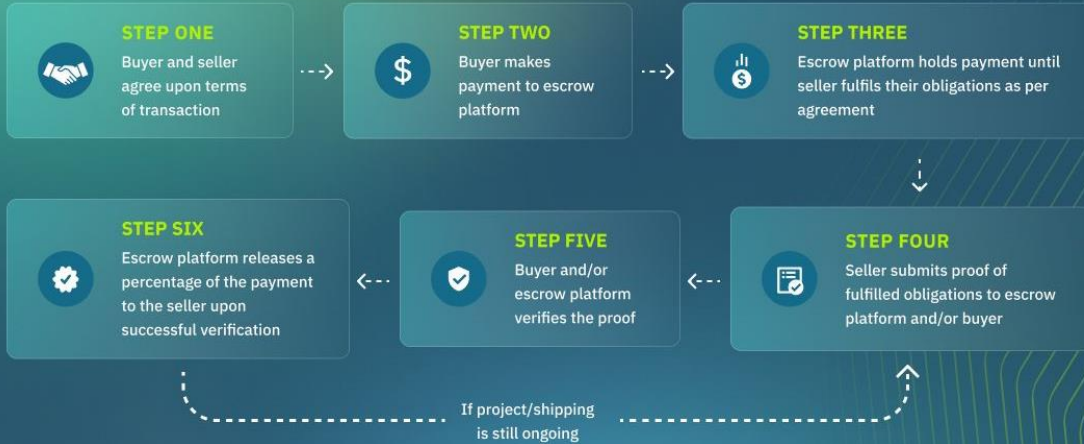 STEP ONE
Buyer and seller
agree upon terms
of transaction
STEP TWO
Buyer makes
payment to escrow
platform
STEP THREE
Escrow platform holds payment until
seller fulfils their obligations as per
agreement
STEP FOUR
Seller submits proof of
fulfilled obligations to escrow
platform and/or buyer
STEP FIVE
Buyer and/or
escrow platform
verifies the proof
STEP SIX
Escrow platform releases a
percentage of the payment
to the seller upon
successful verification
If project/shipping
is still ongoing